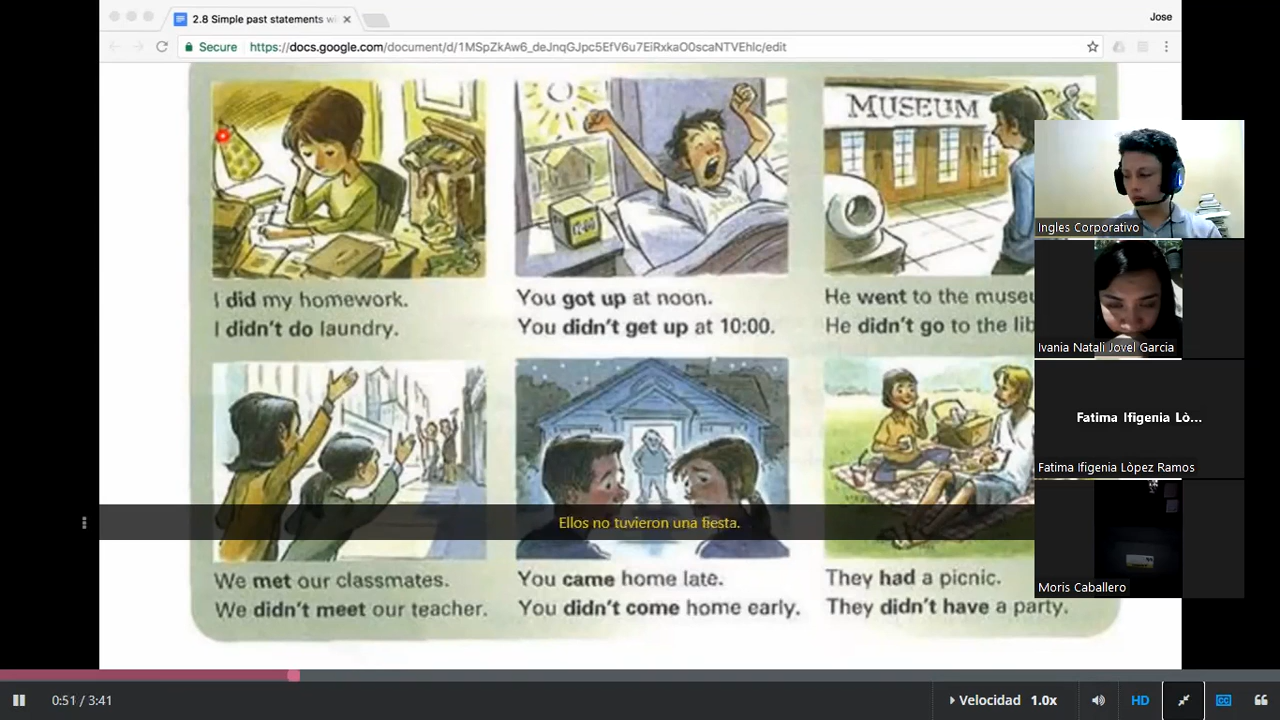 2.8 Simple past statements wi
Jose
Secure
https://docs.google.com/document/d/1MSpZkAw6_deJnqGJpc5EfV6u7EiRxkaO0scaNTVEhlc/edit
MUSEUM
I did my homework.
I didn't do laundry.
You got up at noon.
You didn't get up at 10:00.
He went to the museu
He didn't go to the lib
We met our classmates.
We didn't meet our teacher.
You came home late.
You didn't come home early.
They had a picnic.
They didn't have a party.
Ellos no tuvieron una fiesta.
Ingles Corporativo
Ivania Natali Jovel Garcia
Fatima Ifigenia Lò...
Fatima Ifigenia Lòpez Ramos
Moris Caballero
0:51 / 3:41
Velocidad 1.0x
HD
CC